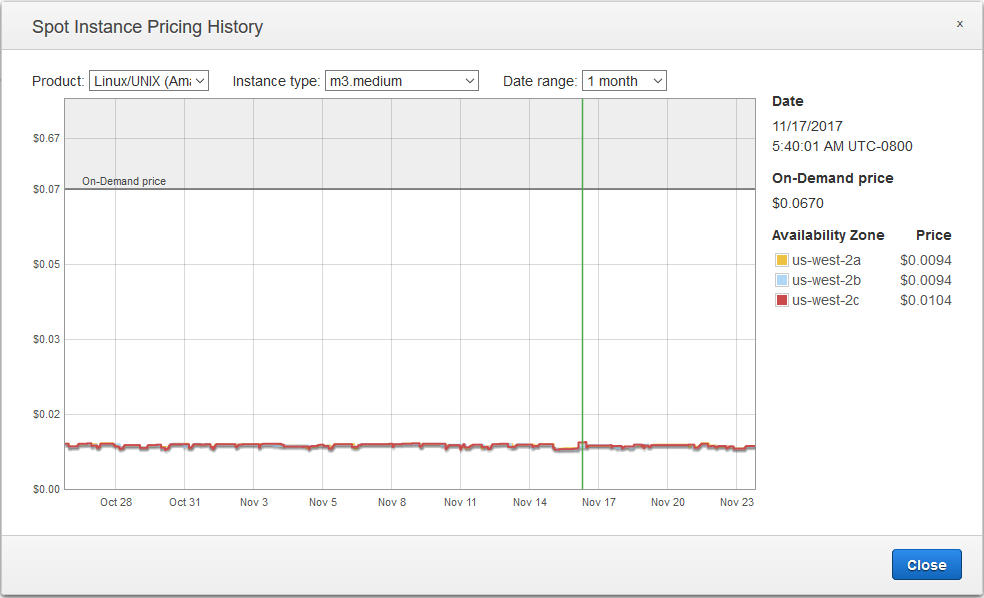 Spot Instance Pricing History
x
Product: Linux/UNIX (Ama
Instance type: m3.medium
Date range: 1 month
$0.67
On-Demand price
$0.07
$0.05
$0.03
$0.02
$0.00
Oct 28 Oct 31 Nov 3 Nov 5 Nov 8 Nov 11 Nov 14 Nov 17 Nov 20 Nov 23
Date
11/17/2017
5:40:01 AM UTC-0800
On-Demand price
$0.0670
Availability Zone Price
us-west-2a $0.0094
us-west-2b $0.0094
us-west-2c $0.0104
Close